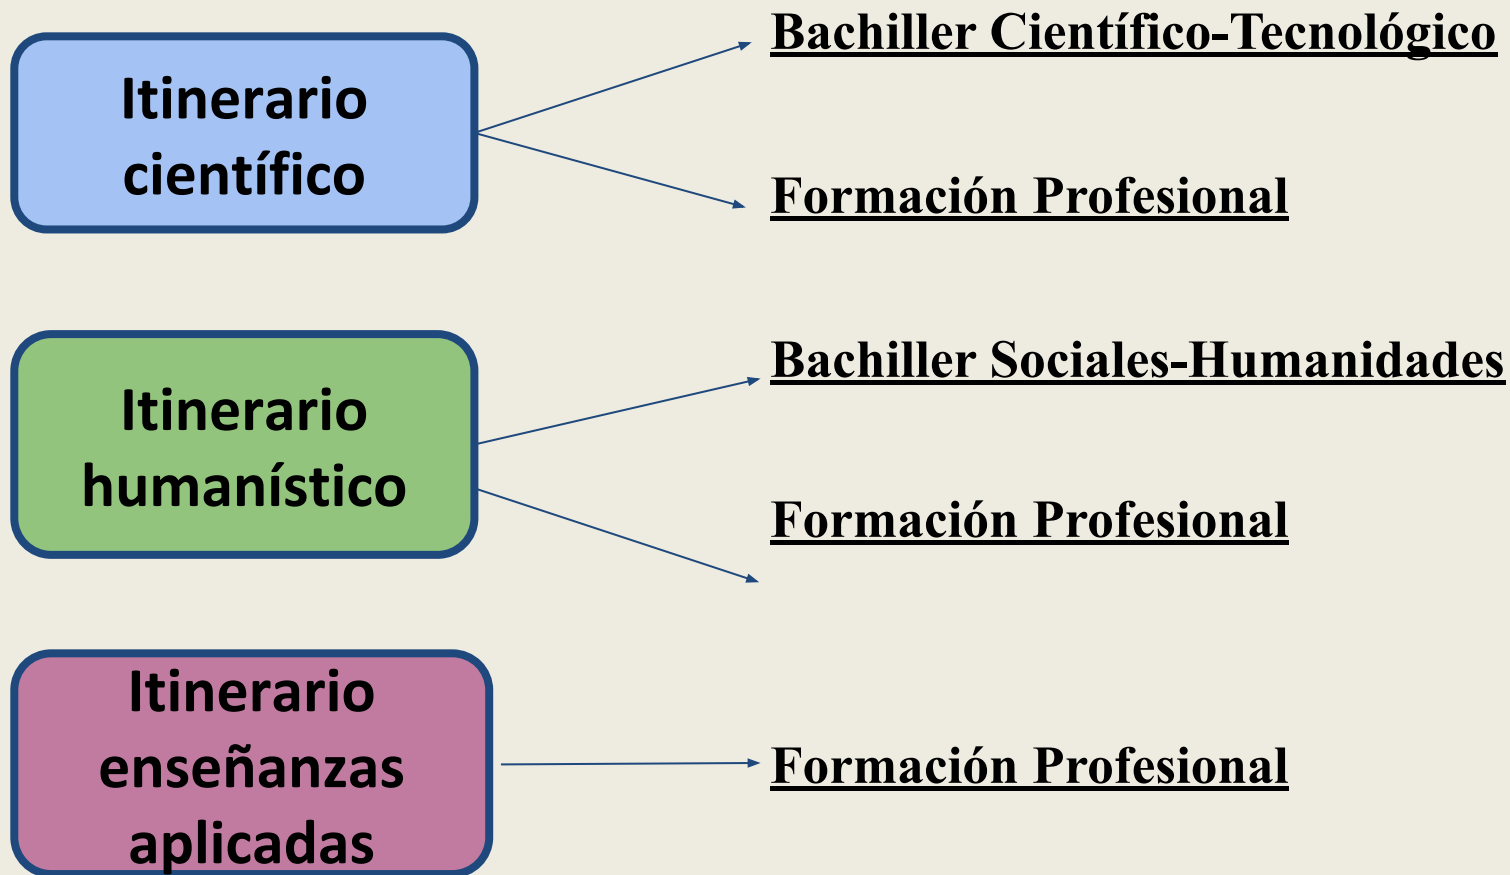 Itinerario
científico
Bachiller Científico-Tecnológico
Formación Profesional
Itinerario
humanístico
Bachiller Sociales-Humanidades
Formación Profesional
Itinerario
enseñanzas
aplicadas
Formación Profesional